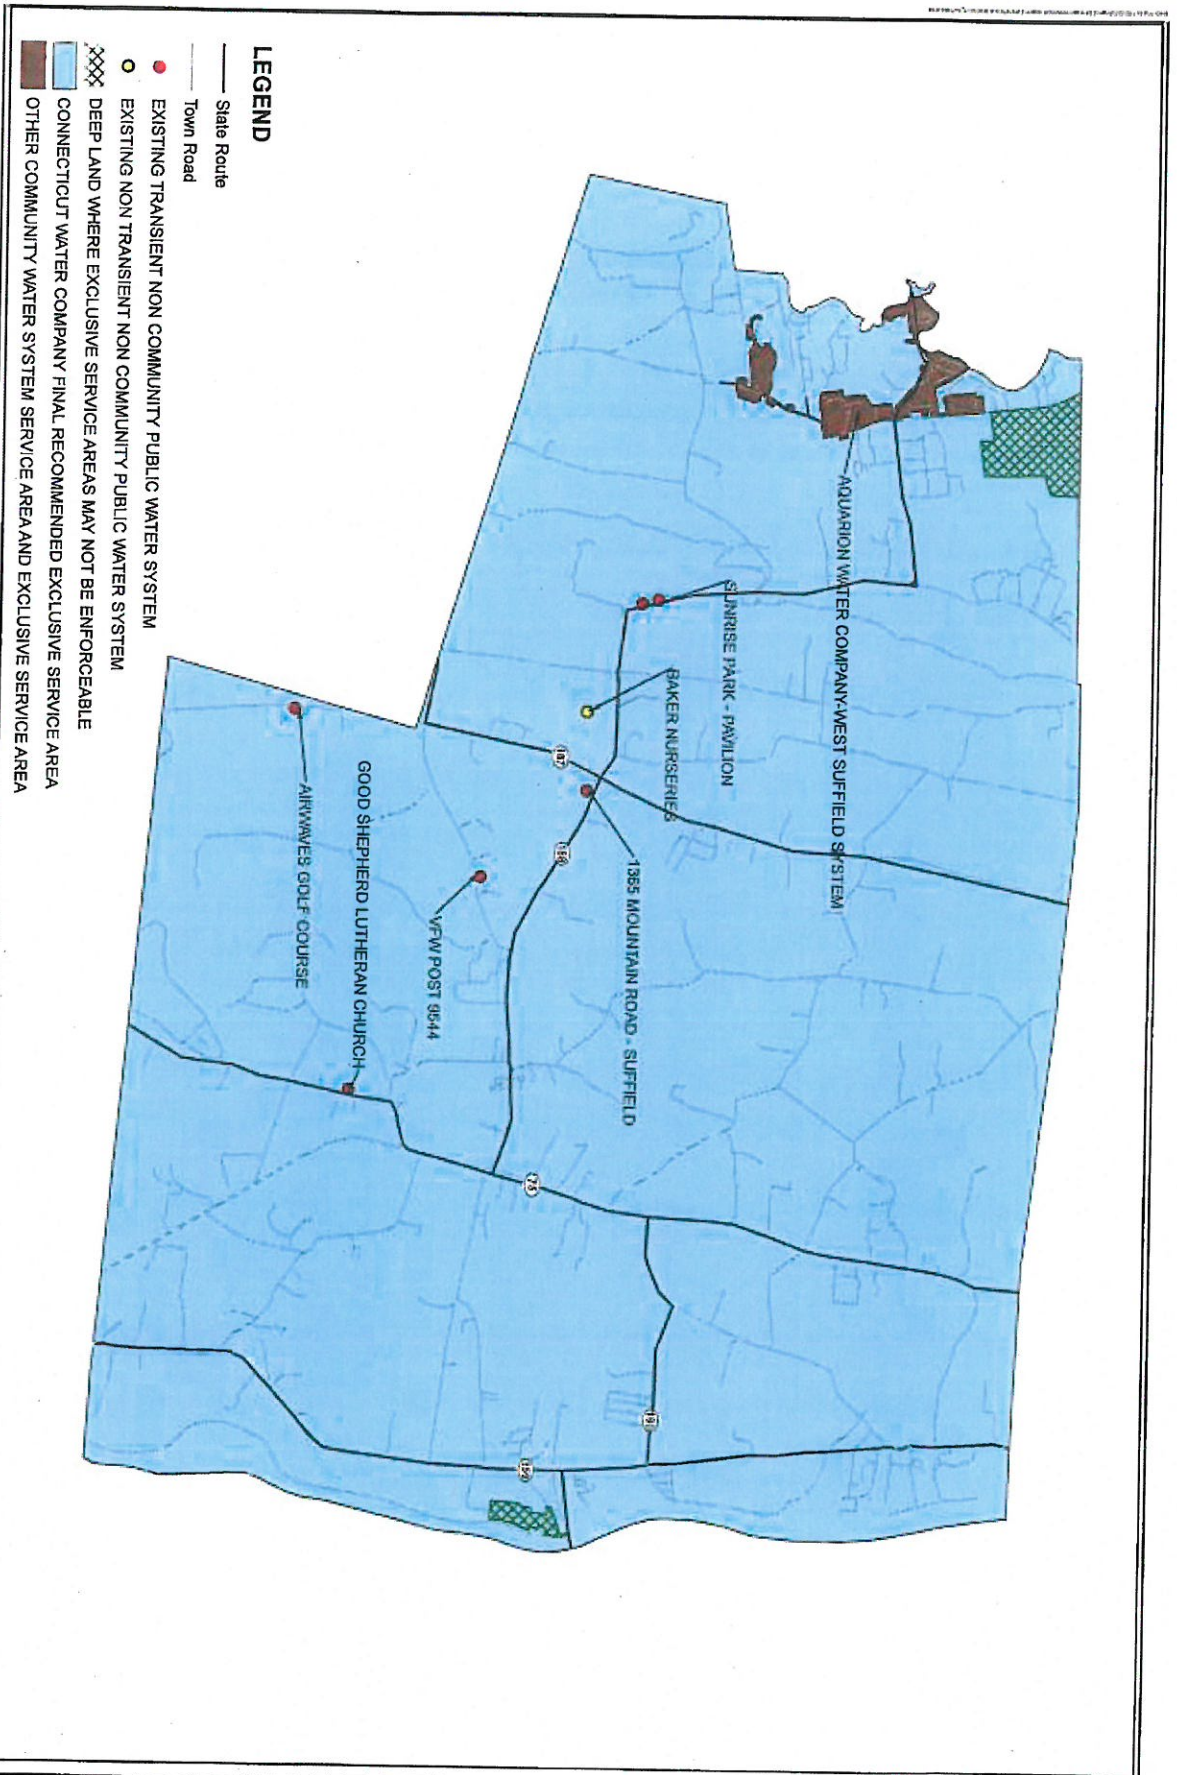 LEGEND
State Route
Town Road
EXISTING TRANSIENT NON COMMUNITY PUBLIC WATER SYSTEM
EXISTING NON TRANSIENT NON COMMUNITY PUBLIC WATER SYSTEM
DEEP LAND WHERE EXCLUSIVE SERVICE AREAS MAY NOT BE ENFORCEABLE
CONNECTICUT WATER COMPANY FINAL RECOMMENDED EXCLUSIVE SERVICE AREA
OTHER COMMUNITY WATER SYSTEM SERVICE AREA AND EXCLUSIVE SERVICE AREA
AQUARION WATER COMPANY-WEST SUFFIELD SYSTEM
SUNRISE PARK - PAVILION
BAKER NURSERIES
1365 MOUNTAIN ROAD - SUFFIELD
VFW POST 9544
GOOD SHEPHERD LUTHERAN CHURCH
AIRWAVES GOLF COURSE
187
168
75
159